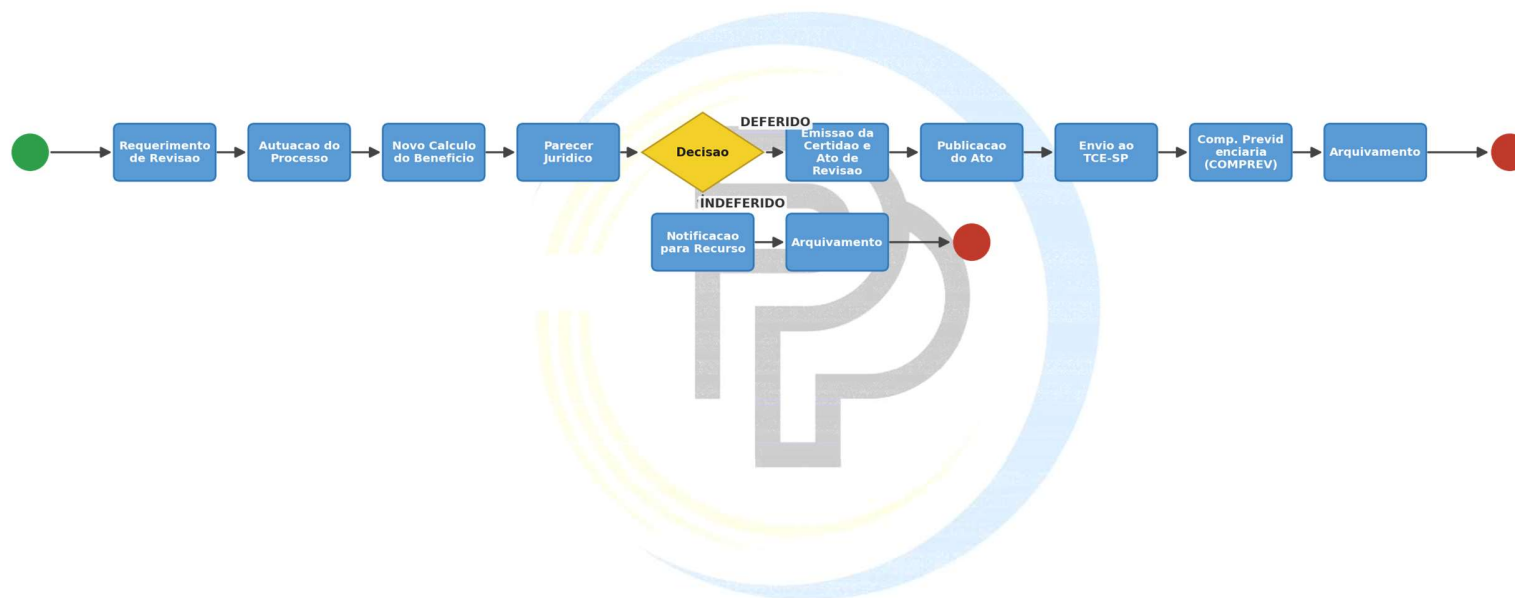 Requerimento
de Revisao
Autuacao do
Processo
Novo Calculo
do Beneficio
Parecer
Juridico
Decisao
DEFERIDO
Emissao da
Certidao e
Ato de
Revisao
Publicacao
do Ato
Envio ao
TCE-SP
Comp. Previd
enciaria
(COMPREV)
Arquivamento
INDEFERIDO
Notificacao
para Recurso
Arquivamento